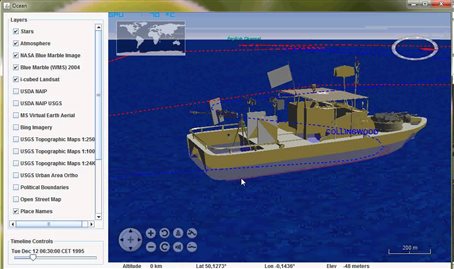 Ocean
Layers
Stars
Atmosphere
NASA Blue Marble Image
Blue Marble (WMS) 2004
i-cubed Landsat
USDA NAIP
USDA NAIP USGS
MS Virtual Earth Aerial
Bing Imagery
USGS Topographic Maps 1:250
USGS Topographic Maps 1:100
USGS Topographic Maps 1:24K
USGS Urban Area Ortho
Political Boundaries
Open Street Map
Place Names
Timeline Controls
Tue Dec 12 06:30:00 CET 1995
English Channel
COLLINSWOOD
200 m
Altitude 0 km Lat 50,1273° Lon -0,1436° Elev -48 meters